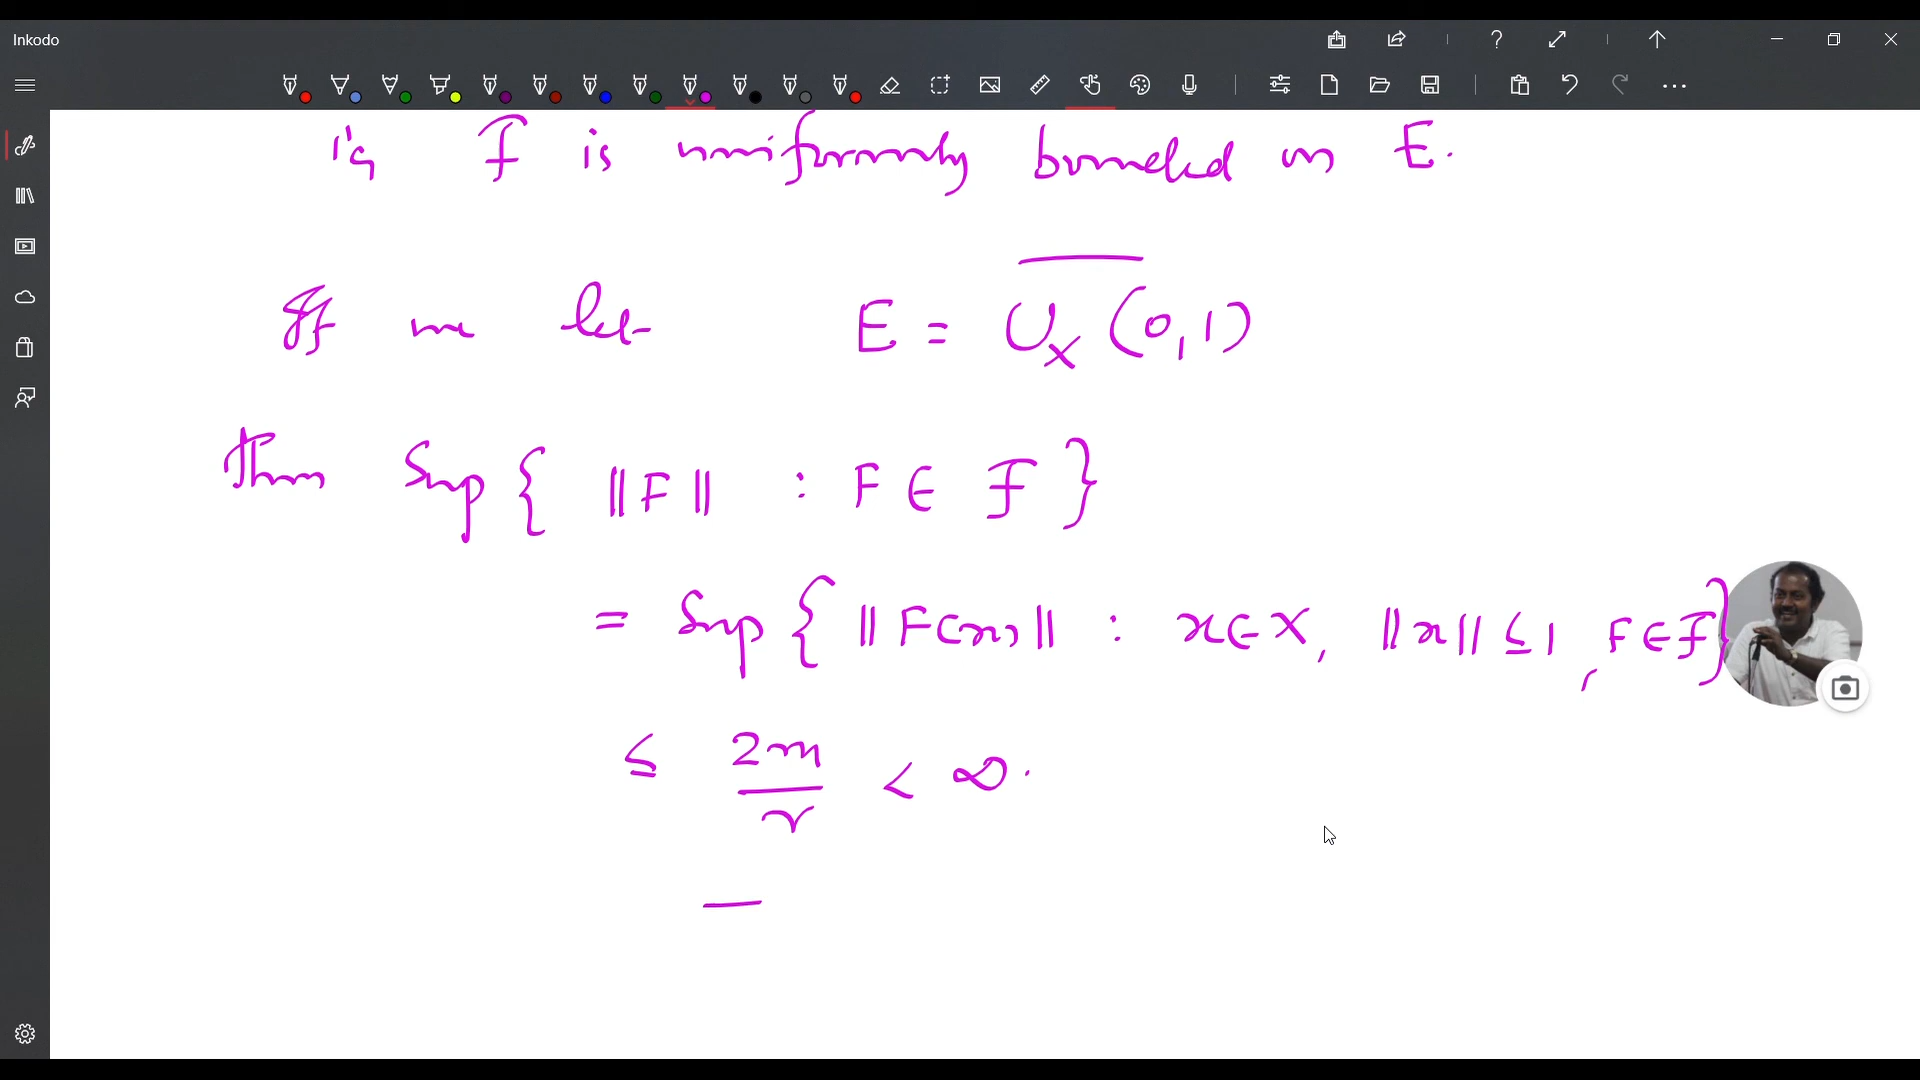 Inkodo
i.e. F is uniformly bounded on E.
If we let E = \overline{U_X}(0,1)
Then Sup{ ||F|| : F ∈ F }
= Sup{ ||F(x)|| : x ∈ X, ||x|| ≤ 1, F ∈ F }
≤ 2m/r < ∞.